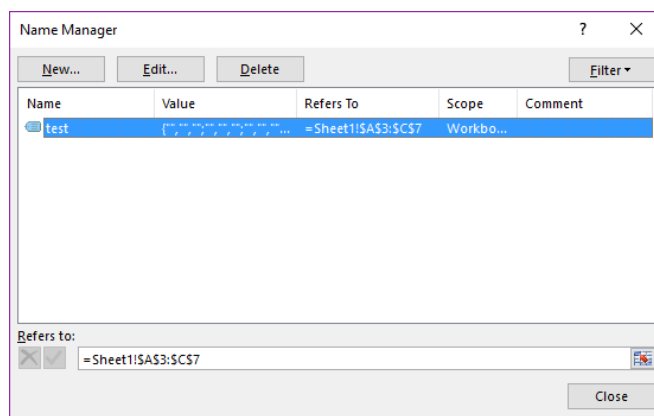 Name Manager ? X
New... Edit... Delete Filter
Name Value Refers To Scope Comment
test {"","","";"","","";"","",""... =Sheet1!$A$3:$C$7 Workbo...
Refers to:
=Sheet1!$A$3:$C$7
Close